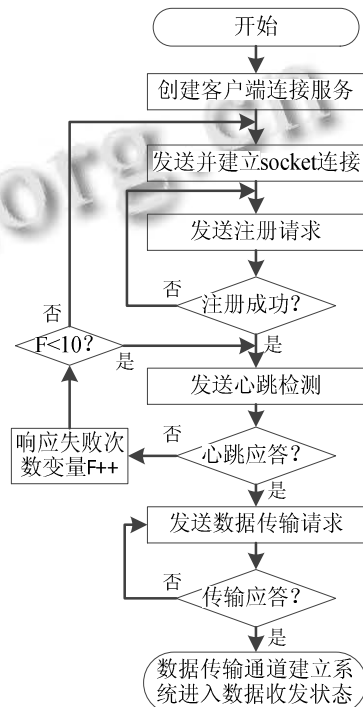 开始
创建客户端连接服务
发送并建立socket连接
发送注册请求
否
注册成功？
是
否
F<10？
是
发送心跳检测
响应失败次
数变量F++
否
心跳应答？
是
发送数据传输请求
否
传输应答？
是
数据传输通道建立系
统进入数据收发状态